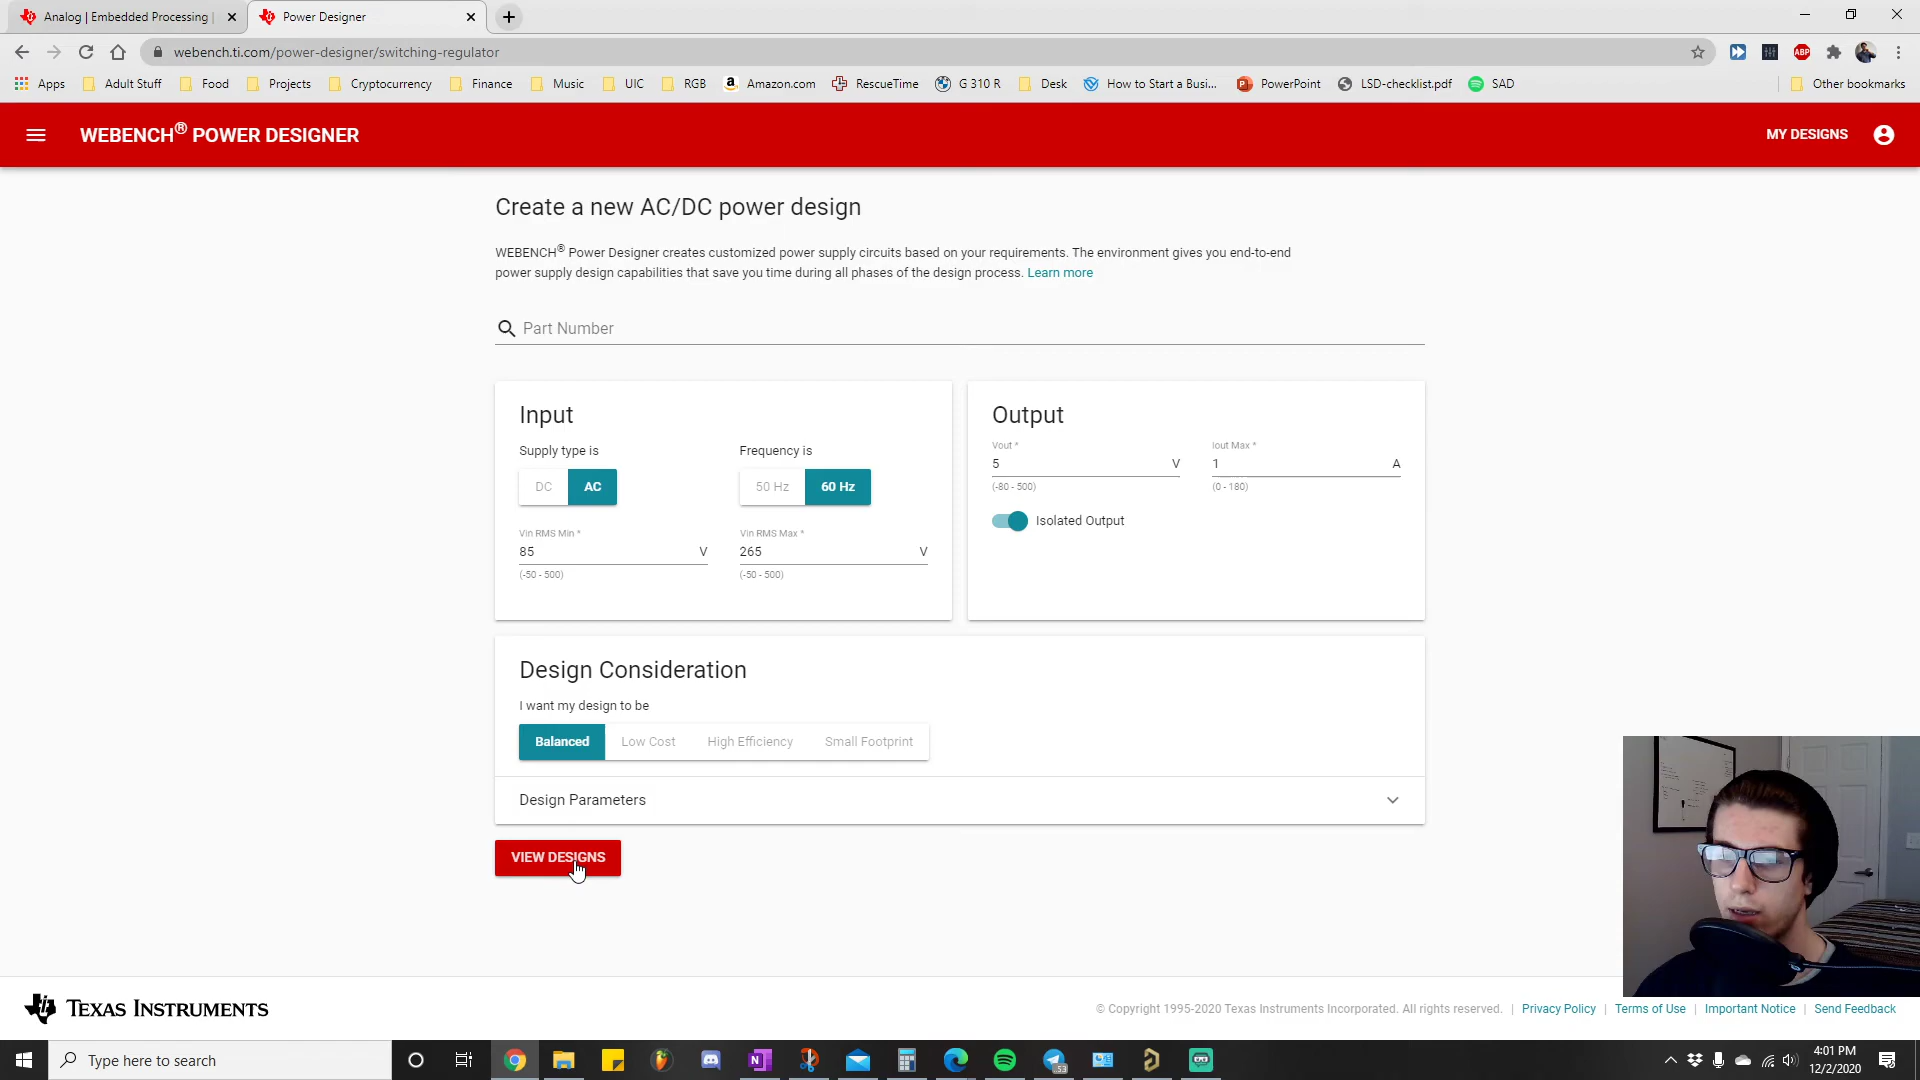 Analog | Embedded Processing |
Power Designer
webench.ti.com/power-designer/switching-regulator
ABP
Apps
Adult Stuff
Food
Projects
Cryptocurrency
Finance
Music
UIC
RGB
Amazon.com
RescueTime
G 310 R
Desk
How to Start a Busi...
PowerPoint
LSD-checklist.pdf
SAD
Other bookmarks
WEBENCH® POWER DESIGNER
MY DESIGNS
Create a new AC/DC power design
WEBENCH® Power Designer creates customized power supply circuits based on your requirements. The environment gives you end-to-end
power supply design capabilities that save you time during all phases of the design process. Learn more
Part Number
Input
Supply type is
DC
AC
Frequency is
50 Hz
60 Hz
Vin RMS Min *
85 V
(-50 - 500)
Vin RMS Max *
265 V
(-50 - 500)
Output
Vout *
5 V
(-80 - 500)
Iout Max *
1 A
(0 - 180)
Isolated Output
Design Consideration
I want my design to be
Balanced
Low Cost
High Efficiency
Small Footprint
Design Parameters
VIEW DESIGNS
TEXAS INSTRUMENTS
© Copyright 1995-2020 Texas Instruments Incorporated. All rights reserved. | Privacy Policy | Terms of Use | Important Notice | Send Feedback
Type here to search
53
4:01 PM
12/2/2020